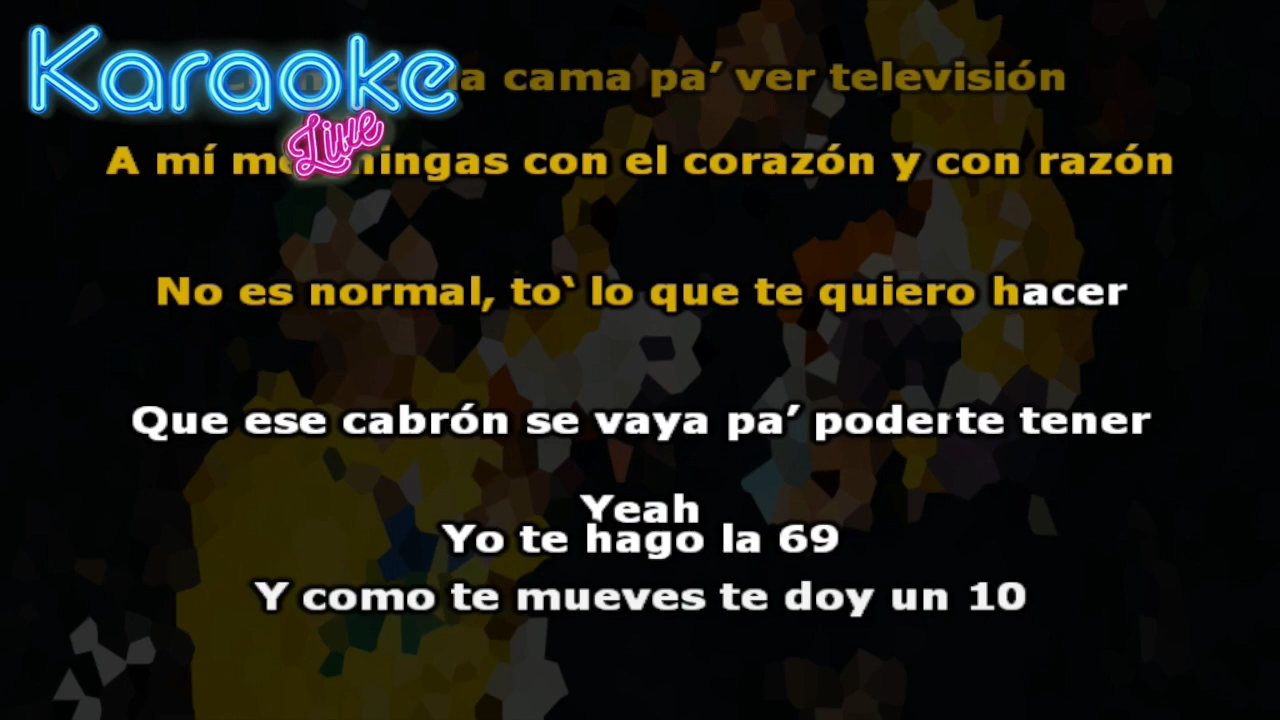 Karaoke
Live
la cama pa’ ver televisión
A mí me ingas con el corazón y con razón
No es normal, to‘ lo que te quiero hacer
Que ese cabrón se vaya pa’ poderte tener
Yeah
Yo te hago la 69
Y como te mueves te doy un 10